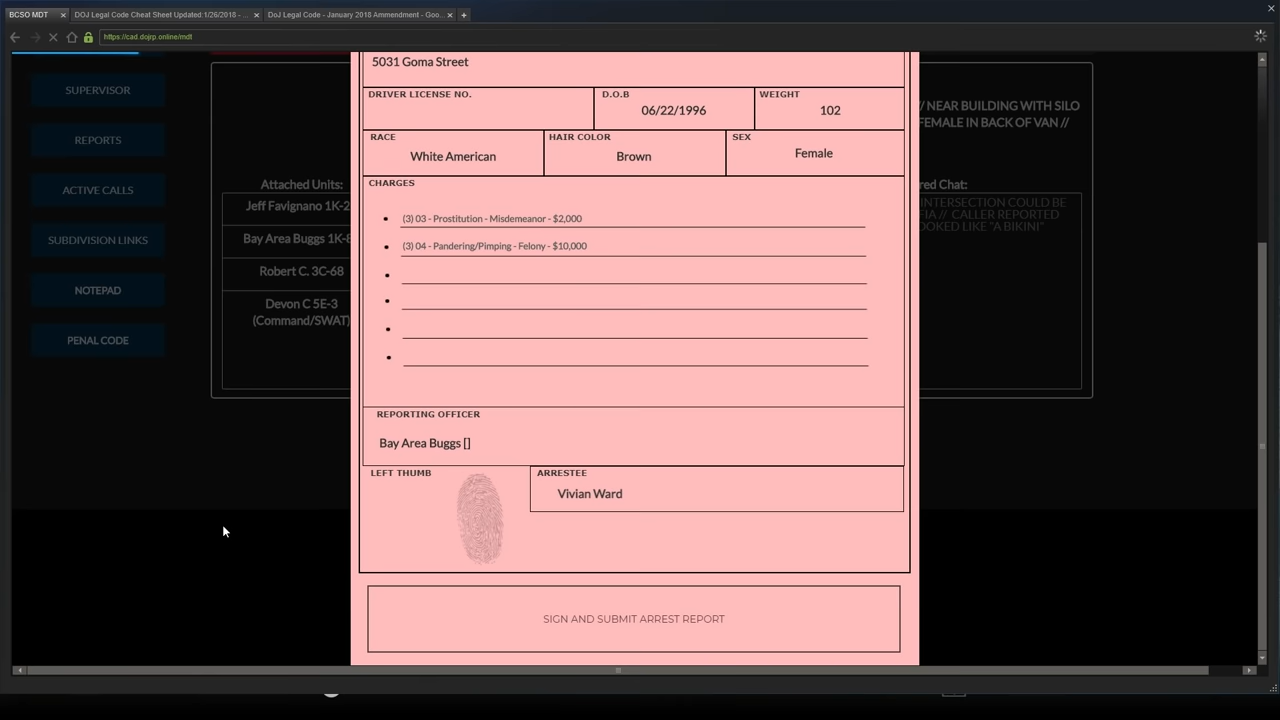 BCSO MDT
DOJ Legal Code Cheat Sheet Updated:1/26/2018 - ...
DoJ Legal Code - January 2018 Ammendment - Goo...
https://cad.dojrp.online/mdt
SUPERVISOR
REPORTS
ACTIVE CALLS
SUBDIVISION LINKS
NOTEPAD
PENAL CODE
Attached Units:
Jeff Favignano 1K-2
Bay Area Buggs 1K-8
Robert C. 3C-68
Devon C 5E-3
(Command/SWAT)
5031 Goma Street
DRIVER LICENSE NO.
D.O.B
06/22/1996
WEIGHT
102
RACE
White American
HAIR COLOR
Brown
SEX
Female
CHARGES
(3) 03 - Prostitution - Misdemeanor - $2,000
(3) 04 - Pandering/Pimping - Felony - $10,000
REPORTING OFFICER
Bay Area Buggs []
LEFT THUMB
ARRESTEE
Vivian Ward
SIGN AND SUBMIT ARREST REPORT
/ NEAR BUILDING WITH SILO
FEMALE IN BACK OF VAN //
red Chat:
INTERSECTION COULD BE
FIA // CALLER REPORTED
OOKED LIKE "A BIKINI"